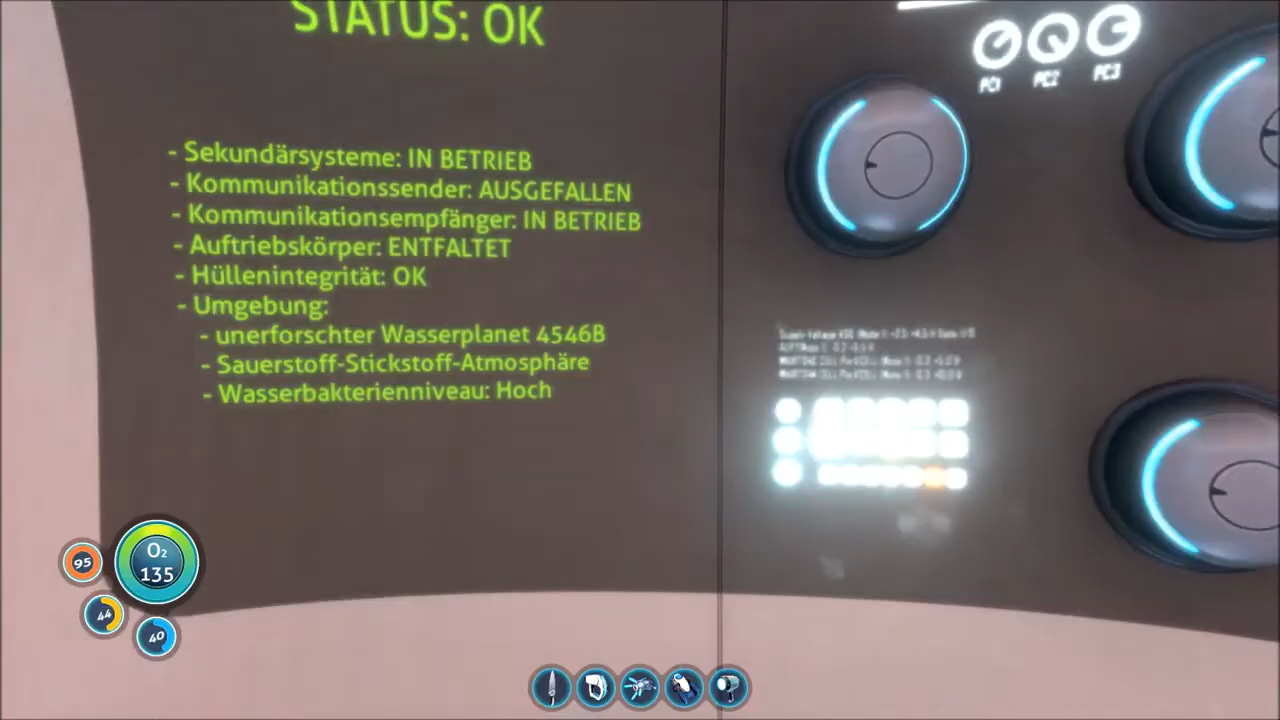 STATUS: OK
PC1 PC2 PC3
- Sekundärsysteme: IN BETRIEB
- Kommunikationssender: AUSGEFALLEN
- Kommunikationsempfänger: IN BETRIEB
- Auftriebskörper: ENTFALTET
- Hüllenintegrität: OK
- Umgebung:
- unerforschter Wasserplanet 4546B
- Sauerstoff-Stickstoff-Atmosphäre
- Wasserbakterienniveau: Hoch
O₂
135
95
44
40